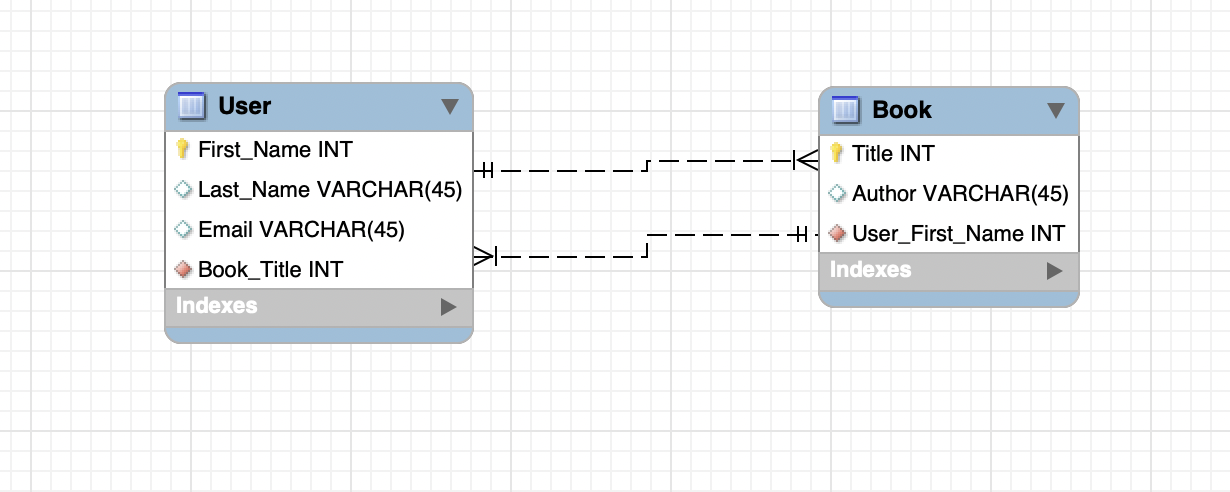 User
First_Name INT
Last_Name VARCHAR(45)
Email VARCHAR(45)
Book_Title INT
Indexes
Book
Title INT
Author VARCHAR(45)
User_First_Name INT
Indexes